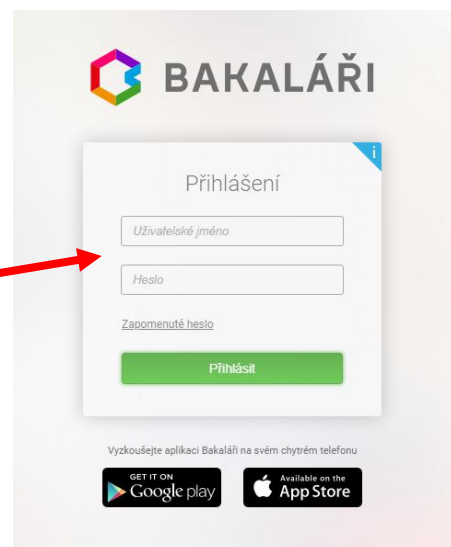 BAKALÁŘI
i
Přihlášení
Uživatelské jméno
Heslo
Zapomenuté heslo
Přihlásit
Vyzkoušejte aplikaci Bakaláři na svém chytrém telefonu
GET IT ON
Google play
Available on the
App Store